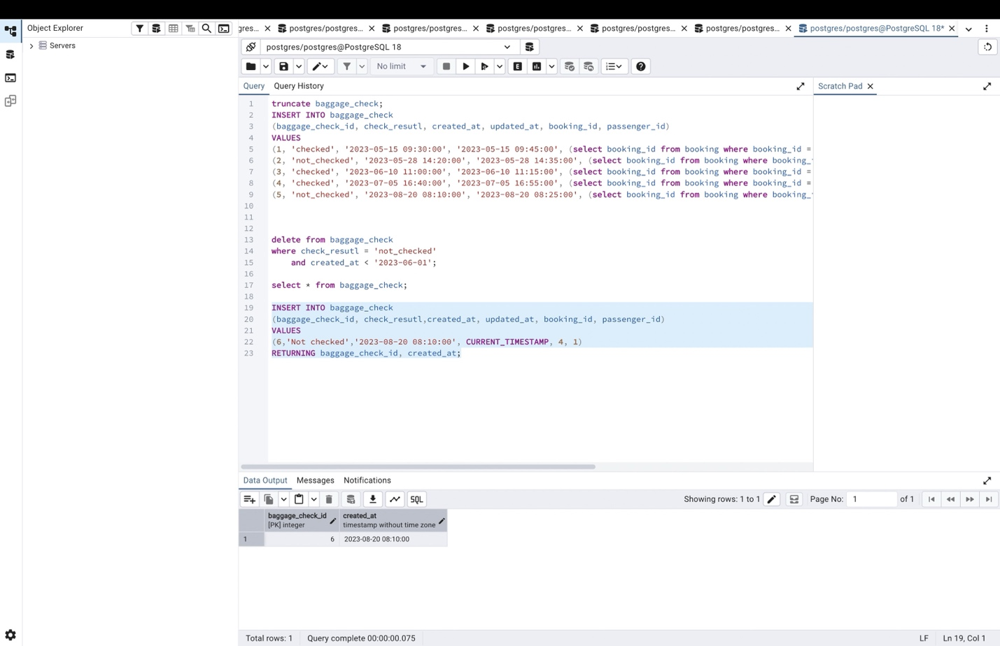 Object Explorer
Servers
gres...
postgres/postgres...
postgres/postgres...
postgres/postgres...
postgres/postgres...
postgres/postgres...
postgres/postgres@PostgreSQL 18*
postgres/postgres@PostgreSQL 18
No limit
E
Query
Query History
Scratch Pad
1 truncate baggage_check;
2 INSERT INTO baggage_check
3 (baggage_check_id, check_resutl, created_at, updated_at, booking_id, passenger_id)
4 VALUES
5 (1, 'checked', '2023-05-15 09:30:00', '2023-05-15 09:45:00', (select booking_id from booking where booking_id =
6 (2, 'not_checked', '2023-05-28 14:20:00', '2023-05-28 14:35:00', (select booking_id from booking where booking_
7 (3, 'checked', '2023-06-10 11:00:00', '2023-06-10 11:15:00', (select booking_id from booking where booking_id =
8 (4, 'checked', '2023-07-05 16:40:00', '2023-07-05 16:55:00', (select booking_id from booking where booking_id =
9 (5, 'not_checked', '2023-08-20 08:10:00', '2023-08-20 08:25:00', (select booking_id from booking where booking_
10
11
12
13 delete from baggage_check
14 where check_resutl = 'not_checked'
15 and created_at < '2023-06-01';
16
17 select * from baggage_check;
18
19 INSERT INTO baggage_check
20 (baggage_check_id, check_resutl,created_at, updated_at, booking_id, passenger_id)
21 VALUES
22 (6,'Not checked','2023-08-20 08:10:00', CURRENT_TIMESTAMP, 4, 1)
23 RETURNING baggage_check_id, created_at;
Data Output
Messages
Notifications
SQL
Showing rows: 1 to 1
Page No: 1 of 1
baggage_check_id
[PK] integer
created_at
timestamp without time zone
1 6 2023-08-20 08:10:00
Total rows: 1
Query complete 00:00:00.075
LF
Ln 19, Col 1